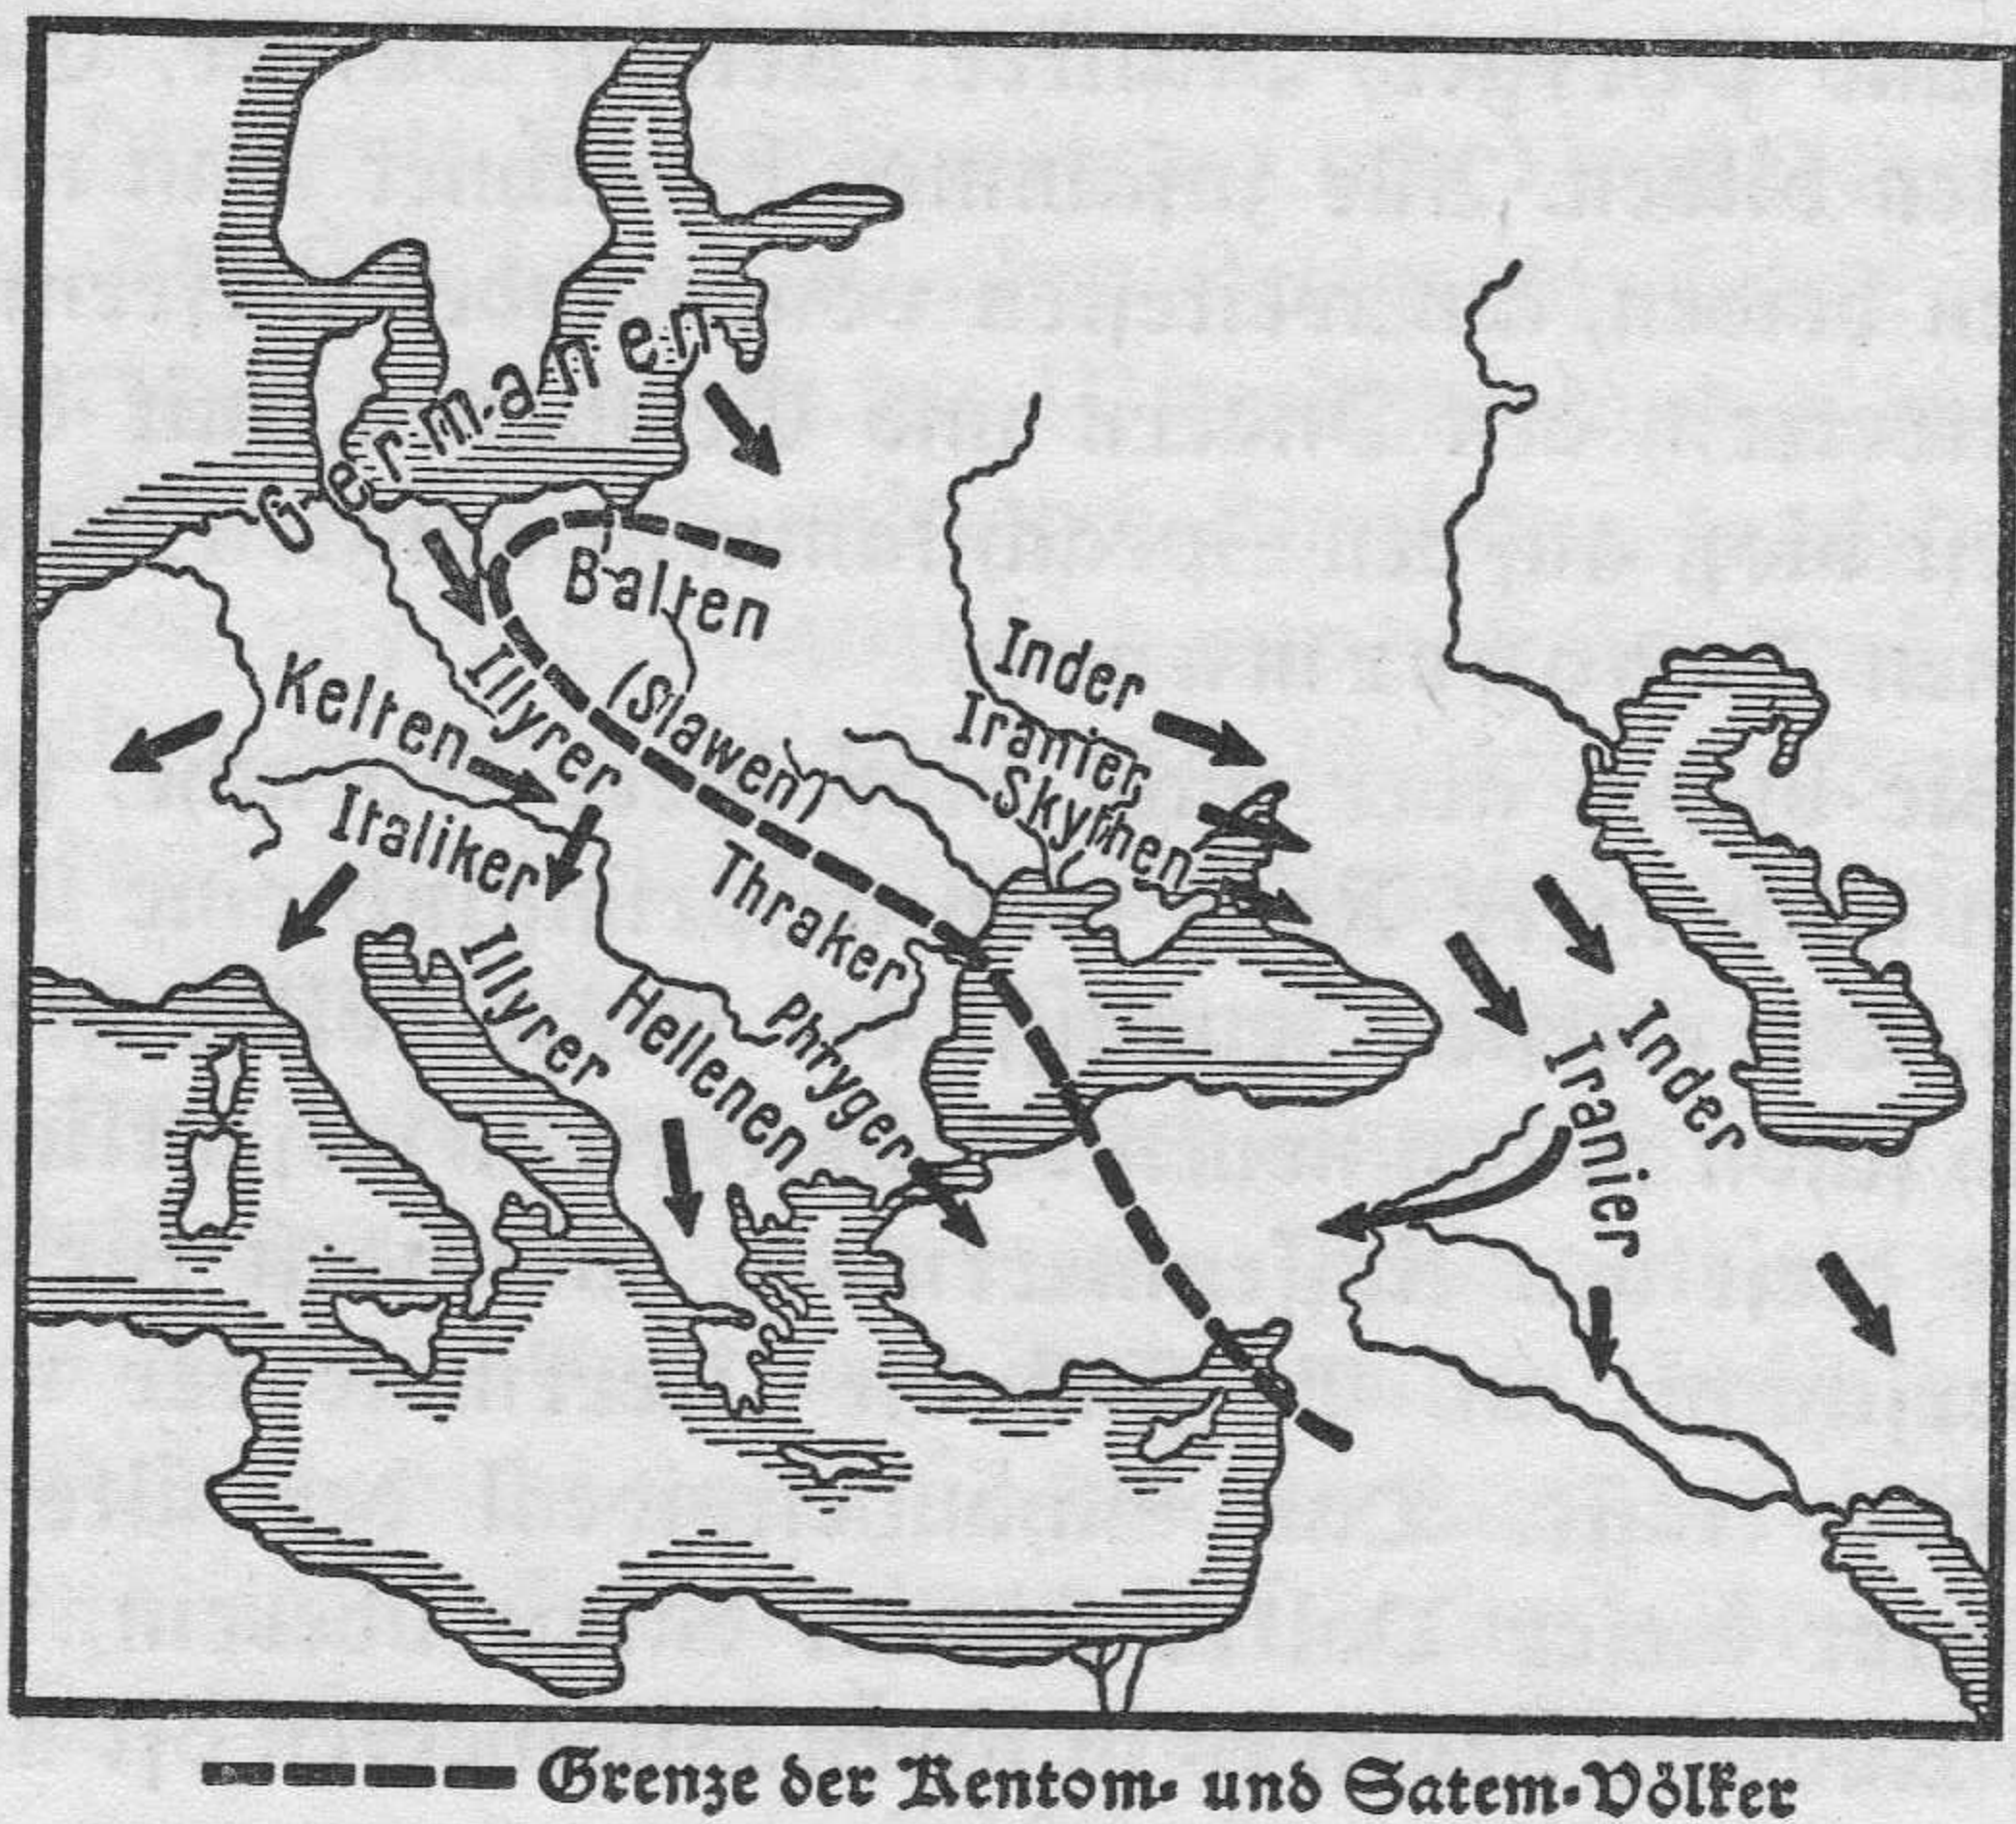 Germanen
Balten
(Slawen)
Kelten
Illyrer
Italiker
Inder
Iranier,
Skythen
Thraker
Illyrer
Hellenen
Phryger
Inder
Iranier
Grenze der Kentom- und Satem-Völker